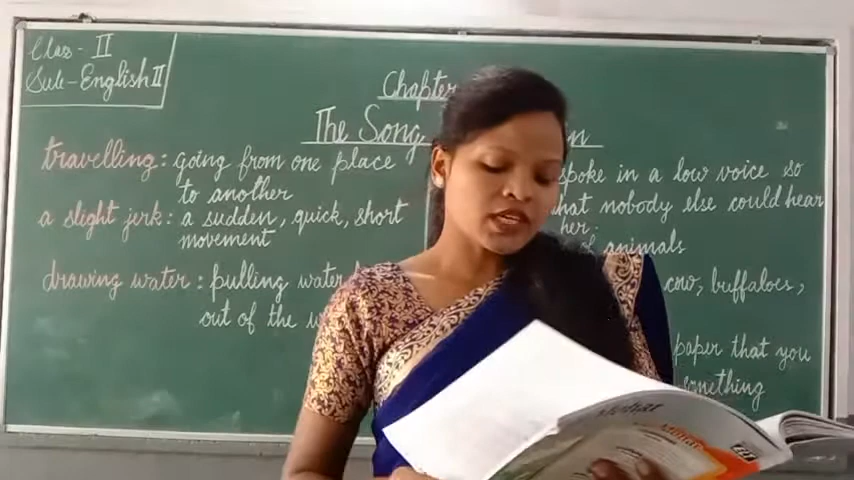 Class - II
Sub - English II
Chapter
The Song
travelling : going from one place
to another
a slight jerk : a sudden, quick, short
movement
drawing water : pulling water
out of the
spoke in a low voice so
that nobody else could hear
her
of animals
cow, buffaloes,
paper that you
something